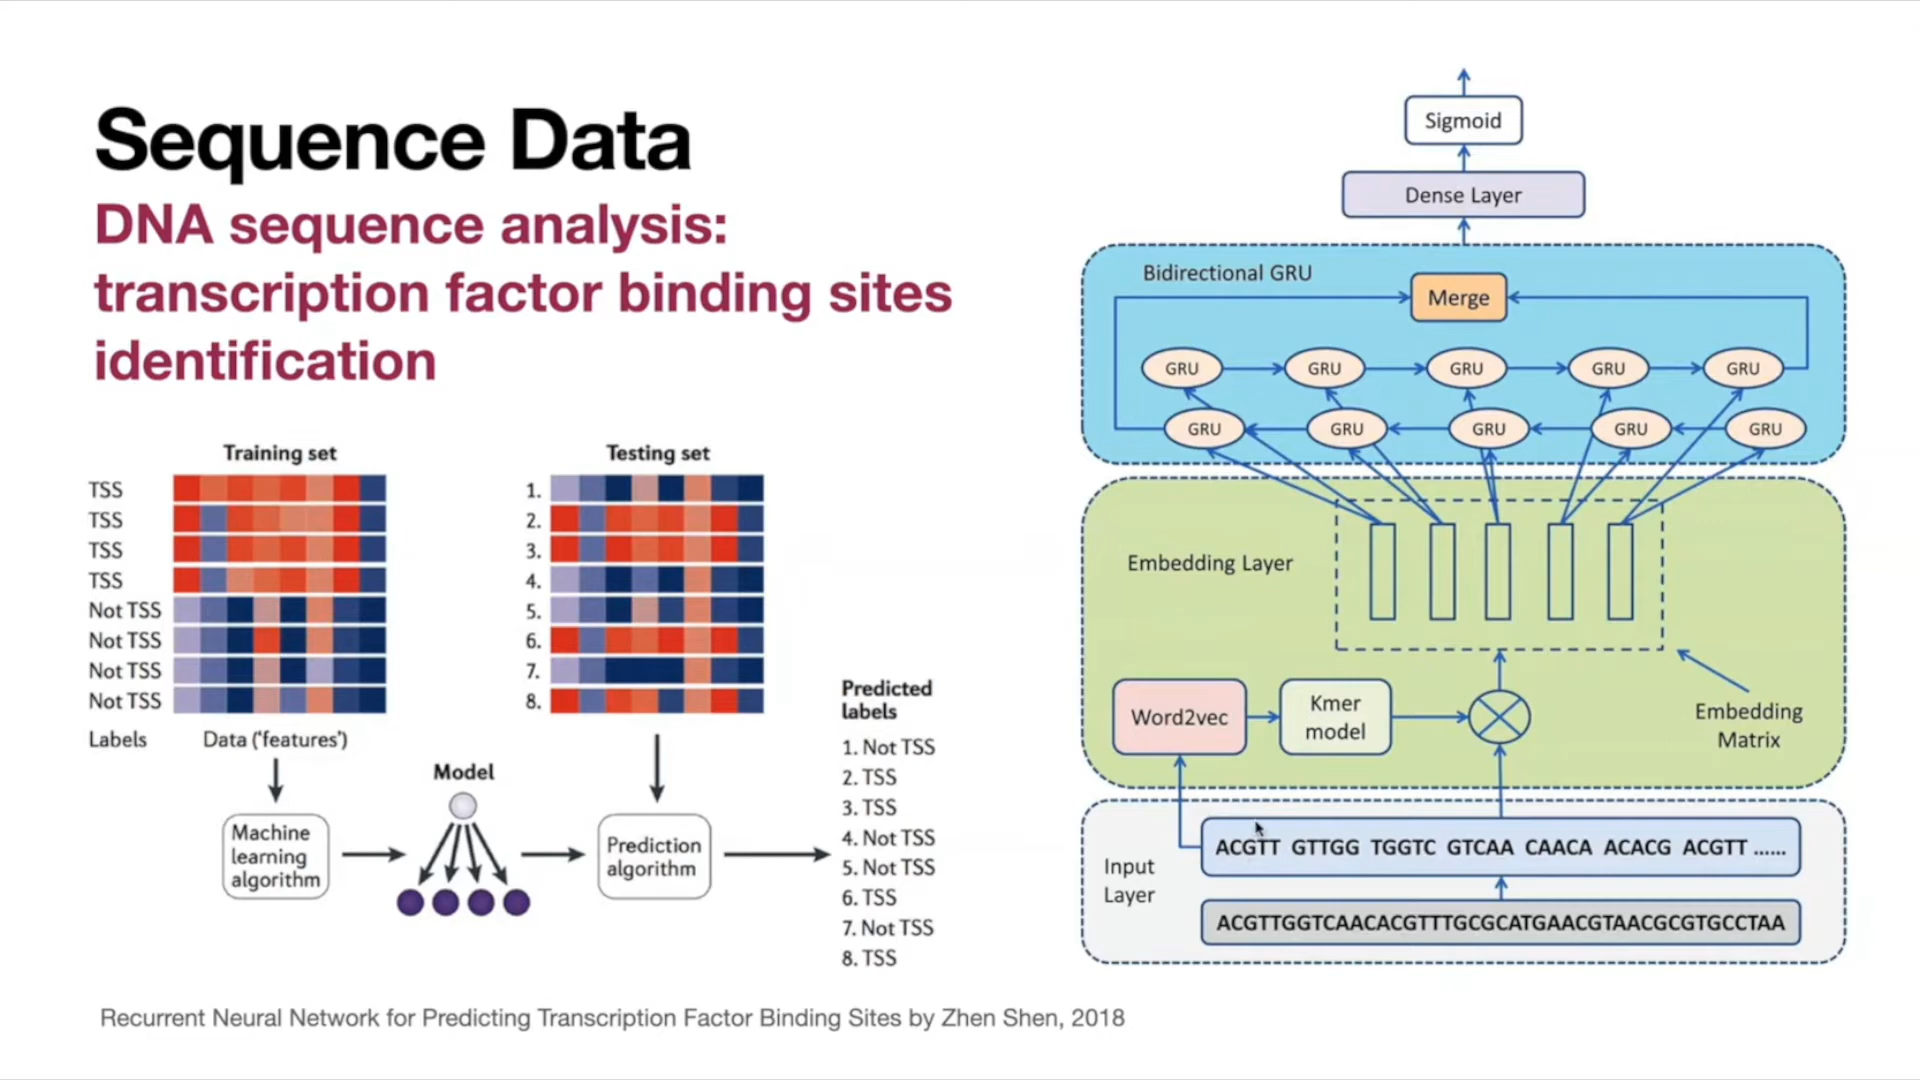 Sequence Data
DNA sequence analysis:
transcription factor binding sites
identification
Training set
TSS
TSS
TSS
TSS
Not TSS
Not TSS
Not TSS
Not TSS
Labels
Data ('features')
Testing set
1.
2.
3.
4.
5.
6.
7.
8.
Machine
learning
algorithm
Model
Prediction
algorithm
Predicted
labels
1. Not TSS
2. TSS
3. TSS
4. Not TSS
5. Not TSS
6. TSS
7. Not TSS
8. TSS
Sigmoid
Dense Layer
Bidirectional GRU
Merge
GRU GRU GRU GRU GRU
GRU GRU GRU GRU GRU
Embedding Layer
Word2vec
Kmer
model
Embedding
Matrix
Input
Layer
ACGTT GTTGG TGGTC GTCAA CAACA ACACG ACGTT ......
ACGTTGGTCAACACGTTTGCGCATGAACGTAACGCGTGCCTAA
Recurrent Neural Network for Predicting Transcription Factor Binding Sites by Zhen Shen, 2018